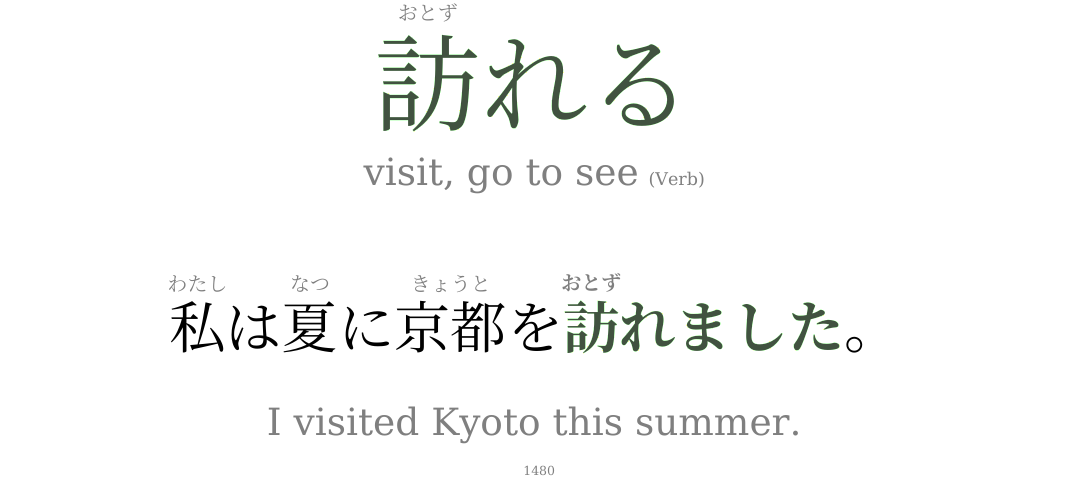 おとず
訪れる
visit, go to see (Verb)
わたし なつ きょうと おとず
私は夏に京都を訪れました。
I visited Kyoto this summer.
1480